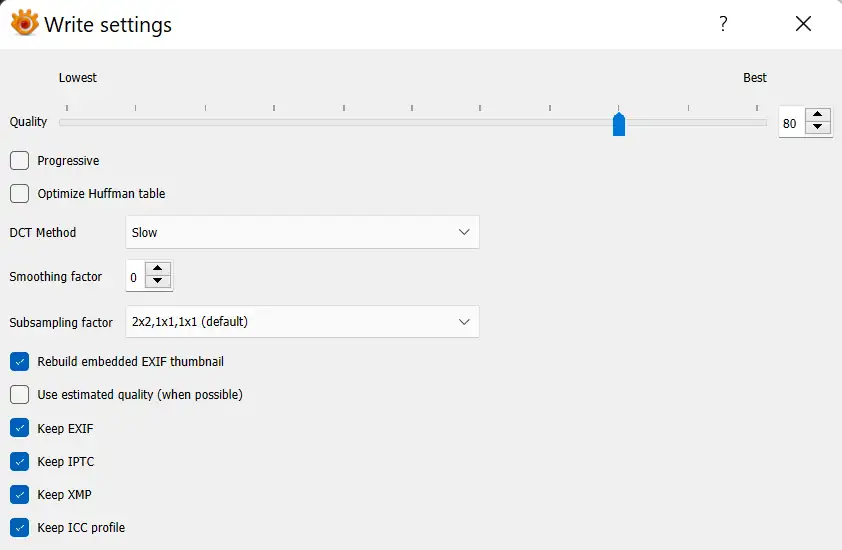 Write settings ?
Lowest Best
Quality 80
Progressive
Optimize Huffman table
DCT Method Slow
Smoothing factor 0
Subsampling factor 2x2,1x1,1x1 (default)
Rebuild embedded EXIF thumbnail
Use estimated quality (when possible)
Keep EXIF
Keep IPTC
Keep XMP
Keep ICC profile